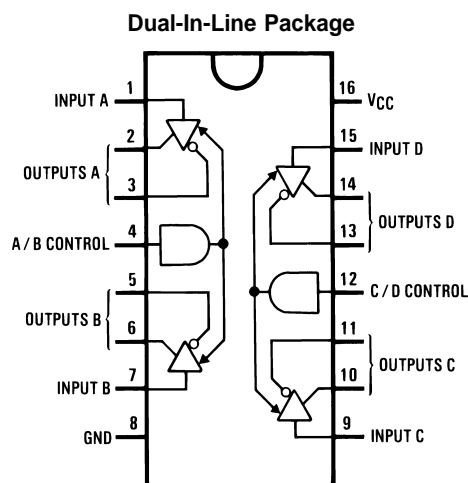 Dual-In-Line Package
INPUT A 1
2
OUTPUTS A
3
A / B CONTROL 4
5
OUTPUTS B
6
INPUT B 7
GND 8
16 VCC
15 INPUT D
14
OUTPUTS D
13
12 C / D CONTROL
11
OUTPUTS C
10
9 INPUT C